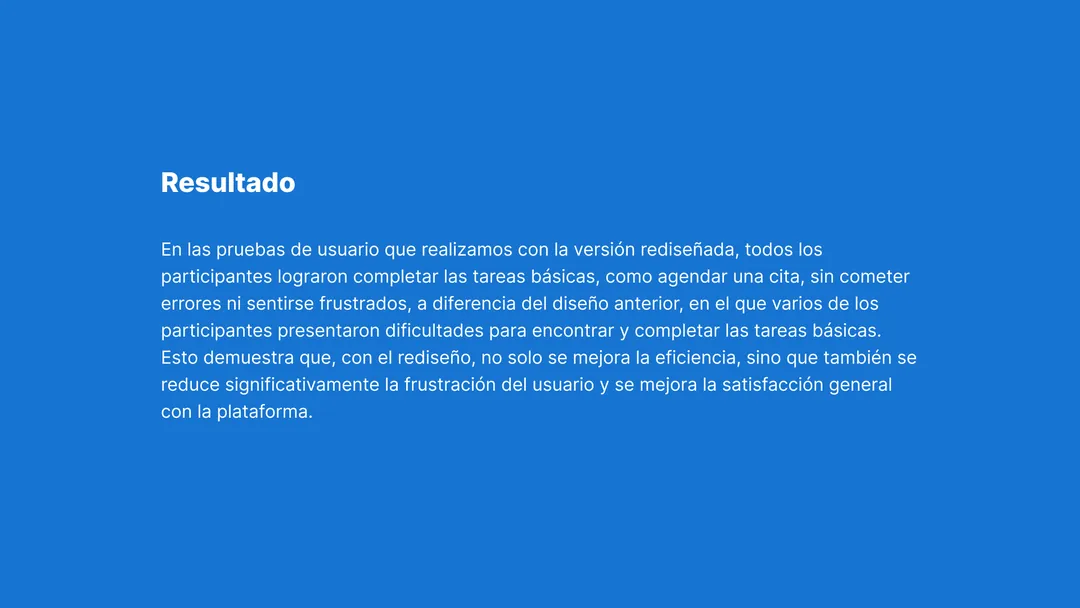 Resultado
En las pruebas de usuario que realizamos con la versión rediseñada, todos los
participantes lograron completar las tareas básicas, como agendar una cita, sin cometer
errores ni sentirse frustrados, a diferencia del diseño anterior, en el que varios de los
participantes presentaron dificultades para encontrar y completar las tareas básicas.
Esto demuestra que, con el rediseño, no solo se mejora la eficiencia, sino que también se
reduce significativamente la frustración del usuario y se mejora la satisfacción general
con la plataforma.